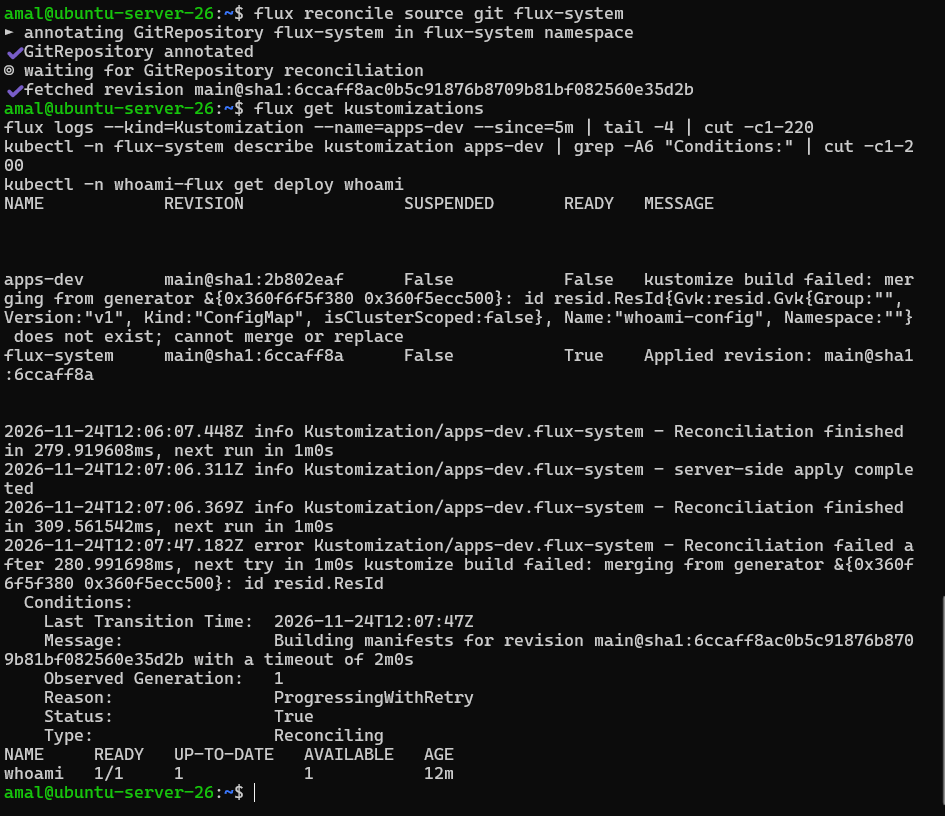 amal@ubuntu-server-26:~$ flux reconcile source git flux-system
► annotating GitRepository flux-system in flux-system namespace
✔GitRepository annotated
◎ waiting for GitRepository reconciliation
✔fetched revision main@sha1:6ccaff8ac0b5c91876b8709b81bf082560e35d2b
amal@ubuntu-server-26:~$ flux get kustomizations
flux logs --kind=Kustomization --name=apps-dev --since=5m | tail -4 | cut -c1-220
kubectl -n flux-system describe kustomization apps-dev | grep -A6 "Conditions:" | cut -c1-2
00
kubectl -n whoami-flux get deploy whoami
NAME            REVISION                SUSPENDED       READY   MESSAGE
apps-dev        main@sha1:2b802eaf      False           False   kustomize build failed: mer
ging from generator &{0x360f6f5f380 0x360f5ecc500}: id resid.ResId{Gvk:resid.Gvk{Group:"",
Version:"v1", Kind:"ConfigMap", isClusterScoped:false}, Name:"whoami-config", Namespace:""}
 does not exist; cannot merge or replace
flux-system     main@sha1:6ccaff8a      False           True    Applied revision: main@sha1
:6ccaff8a
2026-11-24T12:06:07.448Z info Kustomization/apps-dev.flux-system - Reconciliation finished
in 279.919608ms, next run in 1m0s
2026-11-24T12:07:06.311Z info Kustomization/apps-dev.flux-system - server-side apply comple
ted
2026-11-24T12:07:06.369Z info Kustomization/apps-dev.flux-system - Reconciliation finished
in 309.561542ms, next run in 1m0s
2026-11-24T12:07:47.182Z error Kustomization/apps-dev.flux-system - Reconciliation failed a
fter 280.991698ms, next try in 1m0s kustomize build failed: merging from generator &{0x360f
6f5f380 0x360f5ecc500}: id resid.ResId
  Conditions:
    Last Transition Time:  2026-11-24T12:07:47Z
    Message:               Building manifests for revision main@sha1:6ccaff8ac0b5c91876b870
9b81bf082560e35d2b with a timeout of 2m0s
    Observed Generation:   1
    Reason:                ProgressingWithRetry
    Status:                True
    Type:                  Reconciling
NAME     READY   UP-TO-DATE   AVAILABLE   AGE
whoami   1/1     1            1           12m
amal@ubuntu-server-26:~$